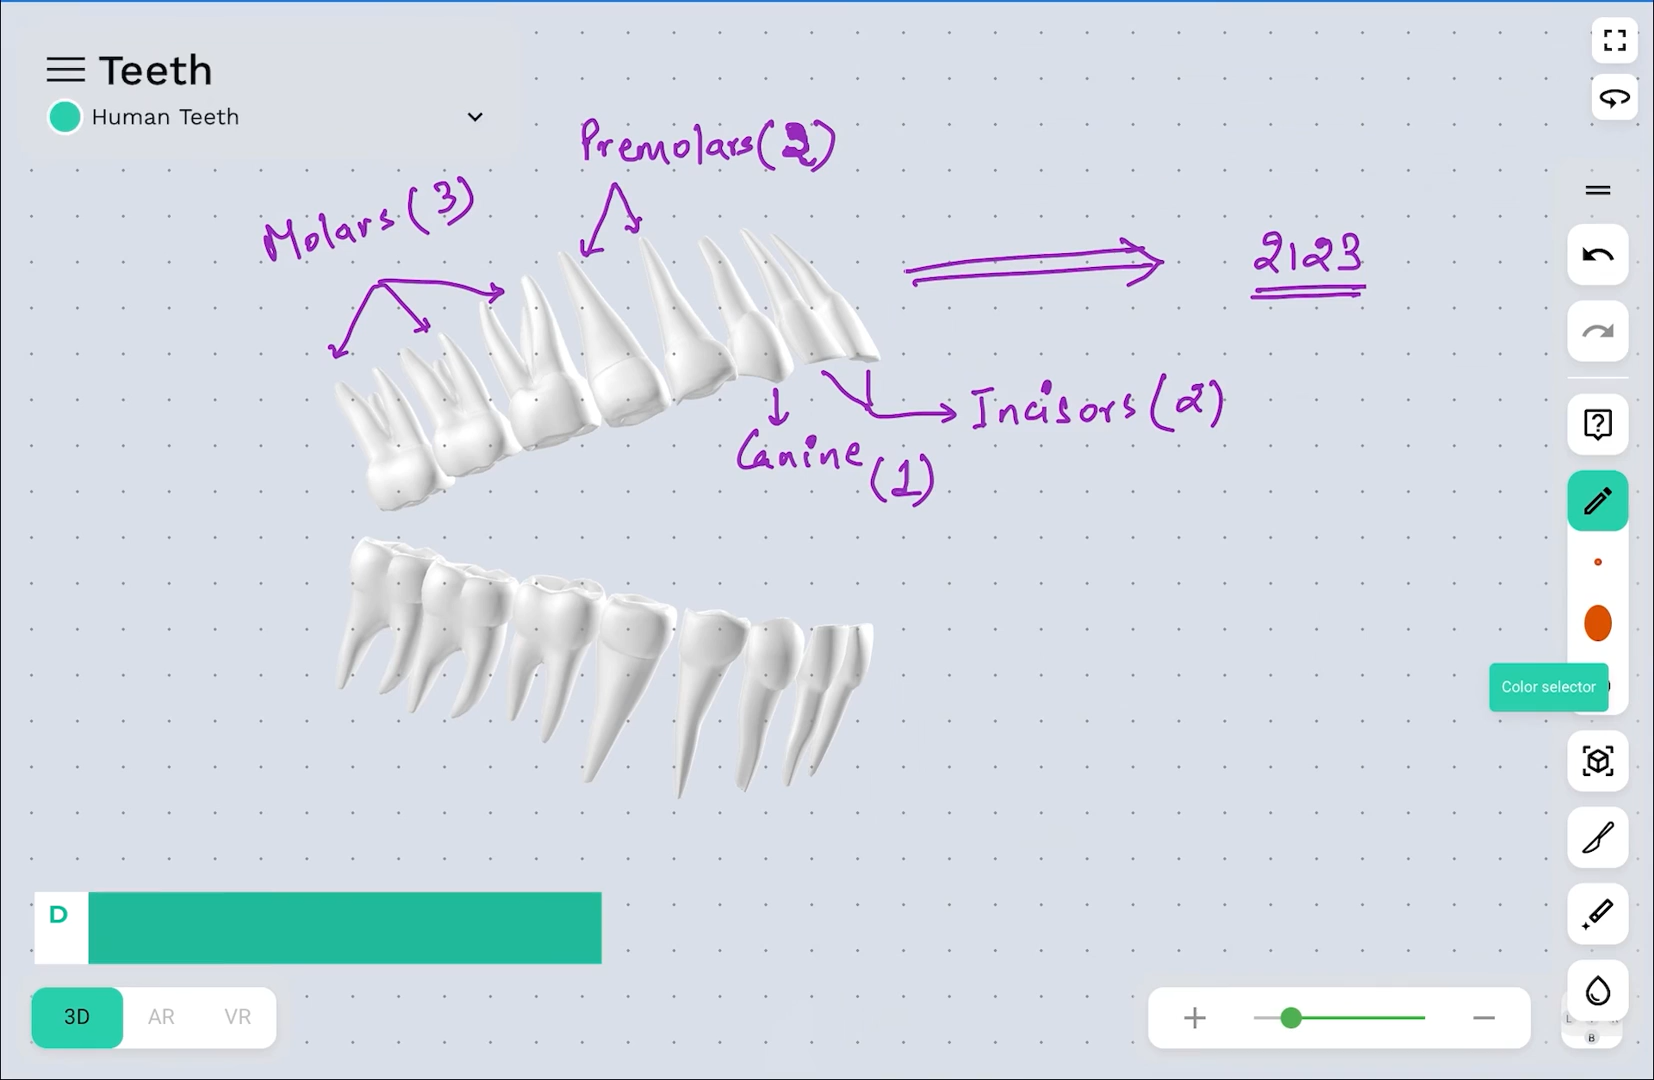 Teeth
Human Teeth
Premolars (2)
Molars (3)
2123
Incisors (2)
Canine (1)
Color selector
D
3D AR VR
B